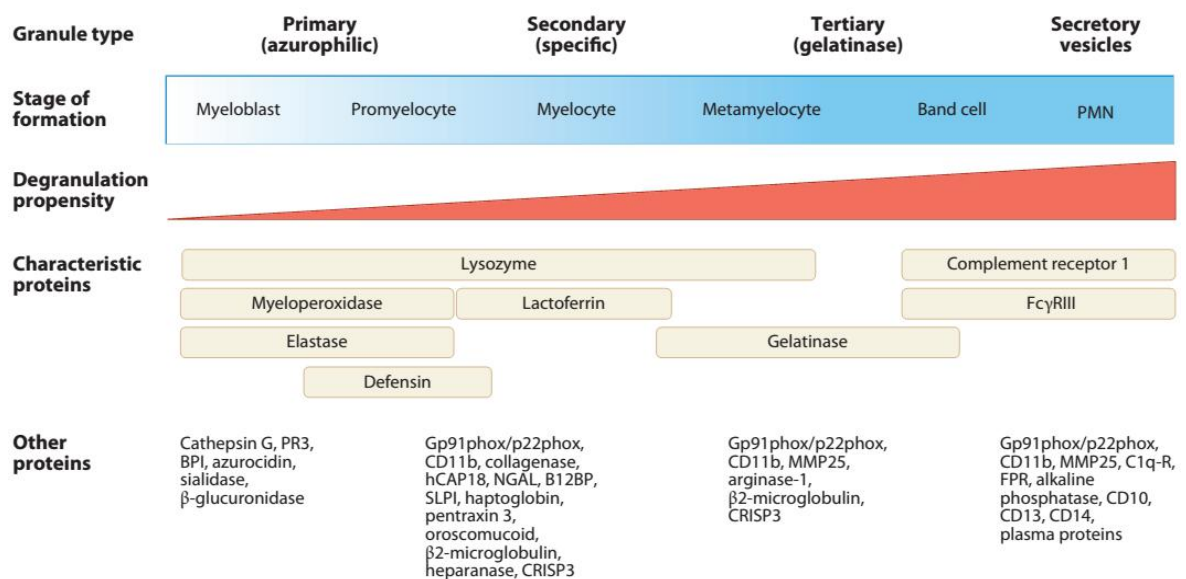 Granule type
Primary
(azurophilic)
Secondary
(specific)
Tertiary
(gelatinase)
Secretory
vesicles
Stage of
formation
Myeloblast
Promyelocyte
Myelocyte
Metamyelocyte
Band cell
PMN
Degranulation
propensity
Characteristic
proteins
Lysozyme
Complement receptor 1
Myeloperoxidase
Lactoferrin
FcγRIII
Elastase
Gelatinase
Defensin
Other
proteins
Cathepsin G, PR3,
BPI, azurocidin,
sialidase,
β-glucuronidase
Gp91phox/p22phox,
CD11b, collagenase,
hCAP18, NGAL, B12BP,
SLPI, haptoglobin,
pentraxin 3,
oroscomucoid,
β2-microglobulin,
heparanase, CRISP3
Gp91phox/p22phox,
CD11b, MMP25,
arginase-1,
β2-microglobulin,
CRISP3
Gp91phox/p22phox,
CD11b, MMP25, C1q-R,
FPR, alkaline
phosphatase, CD10,
CD13, CD14,
plasma proteins